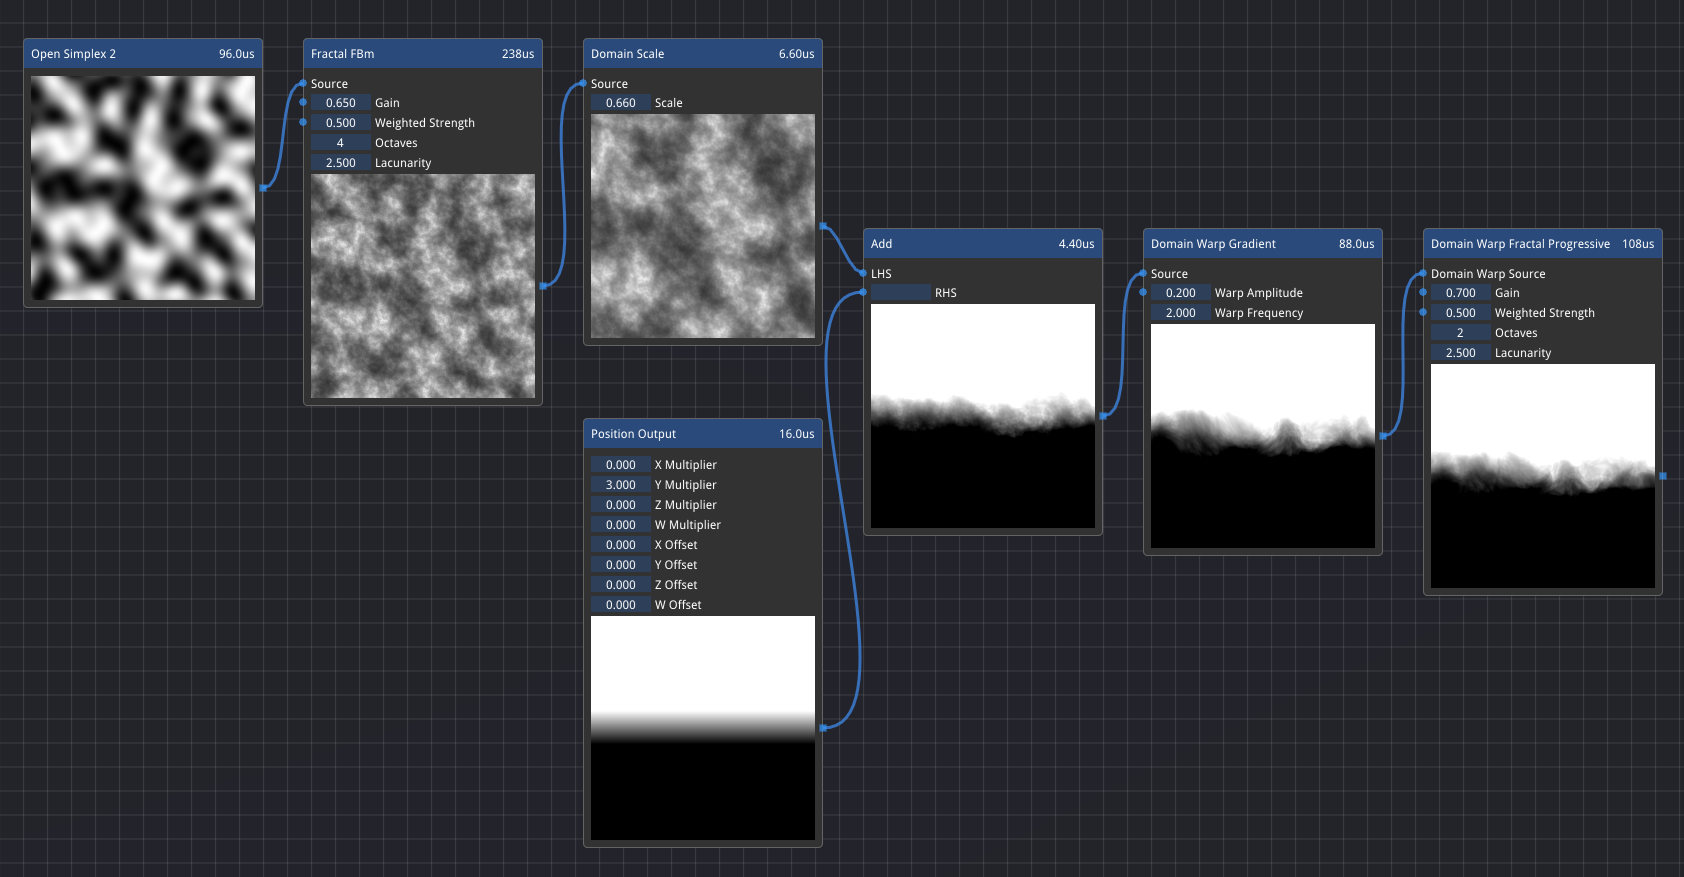 Open Simplex 2 96.0us
Fractal FBm 238us
Source
0.650 Gain
0.500 Weighted Strength
4 Octaves
2.500 Lacunarity
Domain Scale 6.60us
Source
0.660 Scale
Position Output 16.0us
0.000 X Multiplier
3.000 Y Multiplier
0.000 Z Multiplier
0.000 W Multiplier
0.000 X Offset
0.000 Y Offset
0.000 Z Offset
0.000 W Offset
Add 4.40us
LHS
RHS
Domain Warp Gradient 88.0us
Source
0.200 Warp Amplitude
2.000 Warp Frequency
Domain Warp Fractal Progressive 108us
Domain Warp Source
0.700 Gain
0.500 Weighted Strength
2 Octaves
2.500 Lacunarity